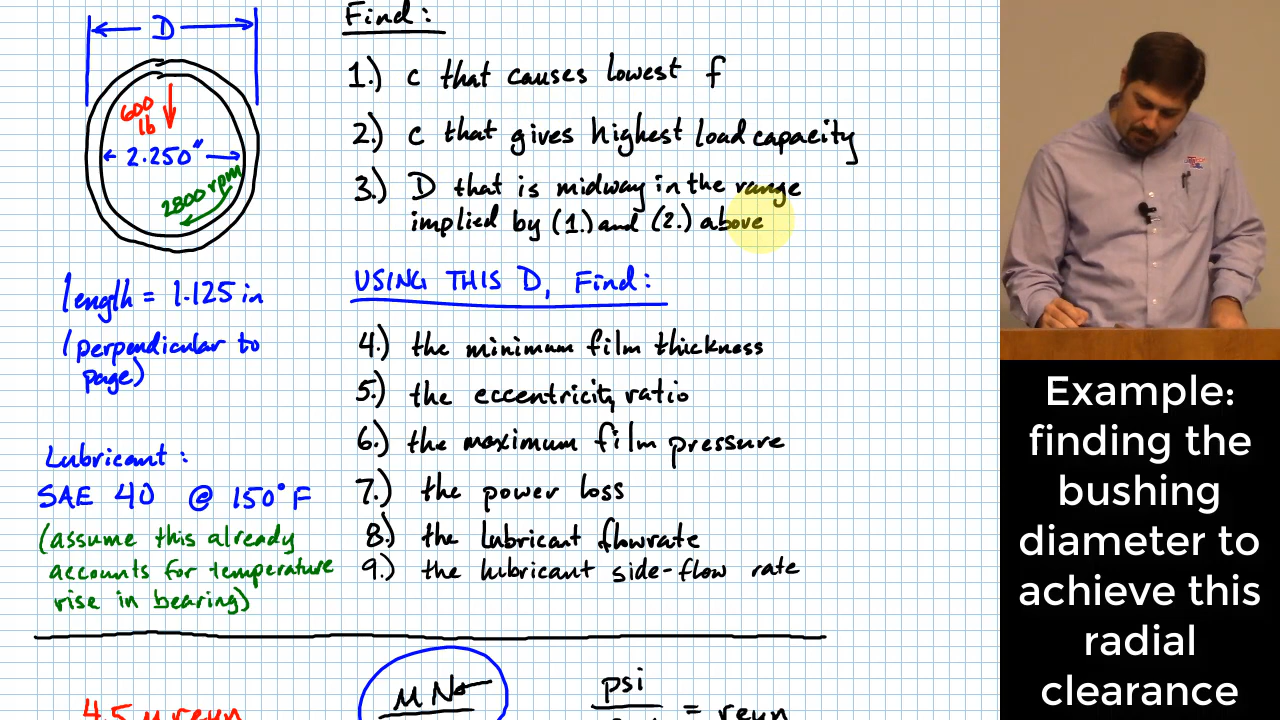 D
600
lb
2.250"
2800 rpm
length = 1.125 in
(perpendicular to
page)
Lubricant:
SAE 40 @ 150°F
(assume this already
accounts for temperature
rise in bearing)
Find:
1.) c that causes lowest f
2.) c that gives highest load capacity
3.) D that is midway in the range
implied by (1.) and (2.) above
USING THIS D, Find:
4.) the minimum film thickness
5.) the eccentricity ratio
6.) the maximum film pressure
7.) the power loss
8.) the lubricant flowrate
9.) the lubricant side-flow rate
4.5 μ reyn
μ N
psi
= reyn
Example:
finding the
bushing
diameter to
achieve this
radial
clearance